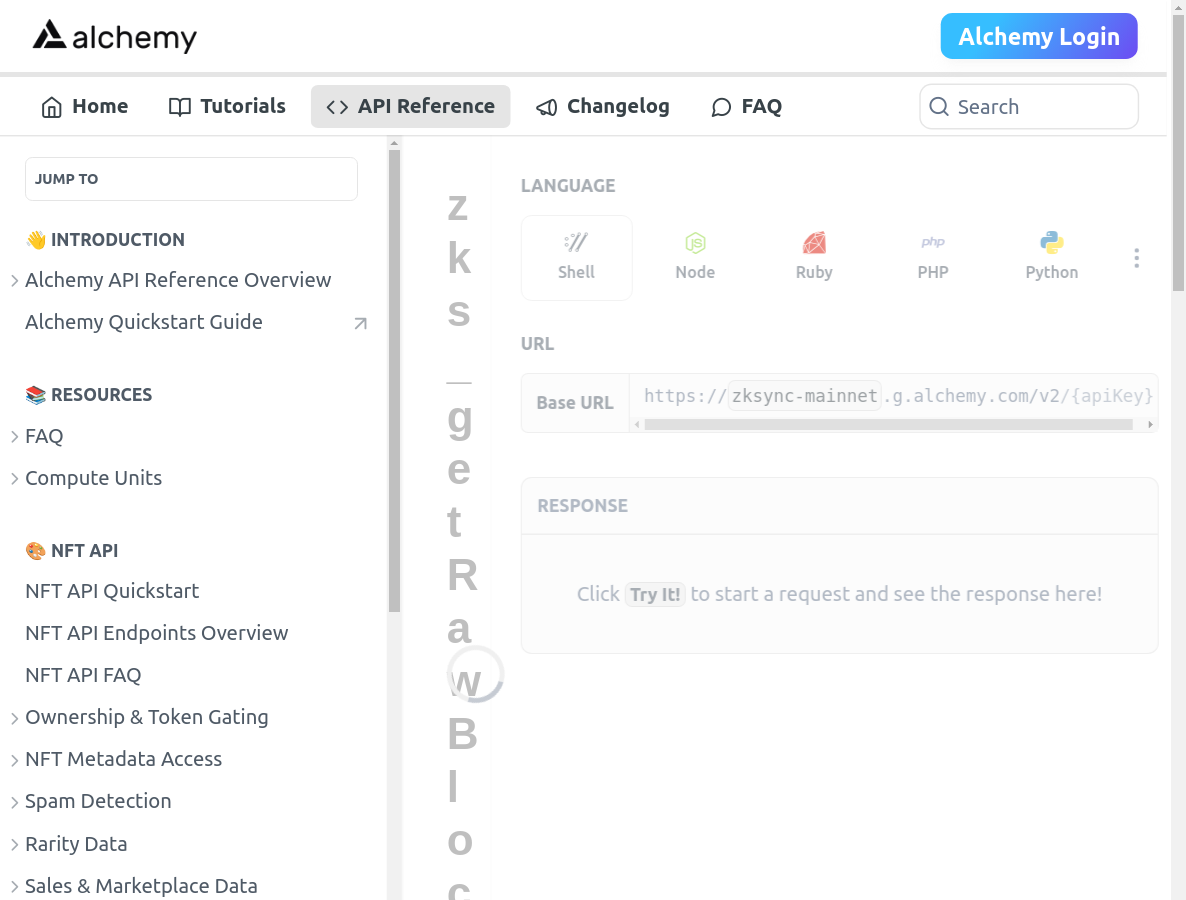 alchemy
Alchemy Login
Home
Tutorials
API Reference
Changelog
FAQ
Search
JUMP TO
👋 INTRODUCTION
Alchemy API Reference Overview
Alchemy Quickstart Guide
📚 RESOURCES
FAQ
Compute Units
🎨 NFT API
NFT API Quickstart
NFT API Endpoints Overview
NFT API FAQ
Ownership & Token Gating
NFT Metadata Access
Spam Detection
Rarity Data
Sales & Marketplace Data
z
k
s
_
g
e
t
R
a
w
B
l
o
c
LANGUAGE
Shell
Node
Ruby
php
PHP
Python
URL
Base URL
https://zksync-mainnet.g.alchemy.com/v2/{apiKey}
RESPONSE
Click Try It! to start a request and see the response here!